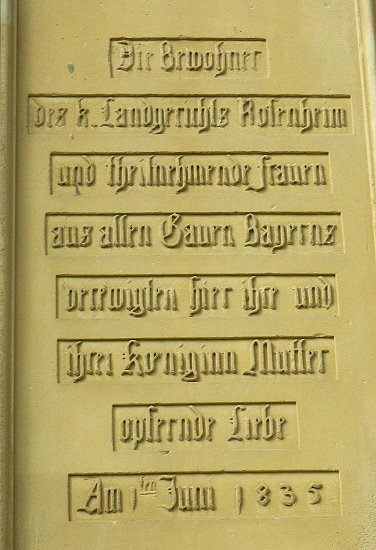 Die Bewohner
des k. Landgerichts Rosenheim
und theilnehmende Frauen
aus allen Gauen Bayerns
verewigten hier ihre und
ihrer Kœniginn Mutter
opfernde Liebe
Am 1ten Juni 1835